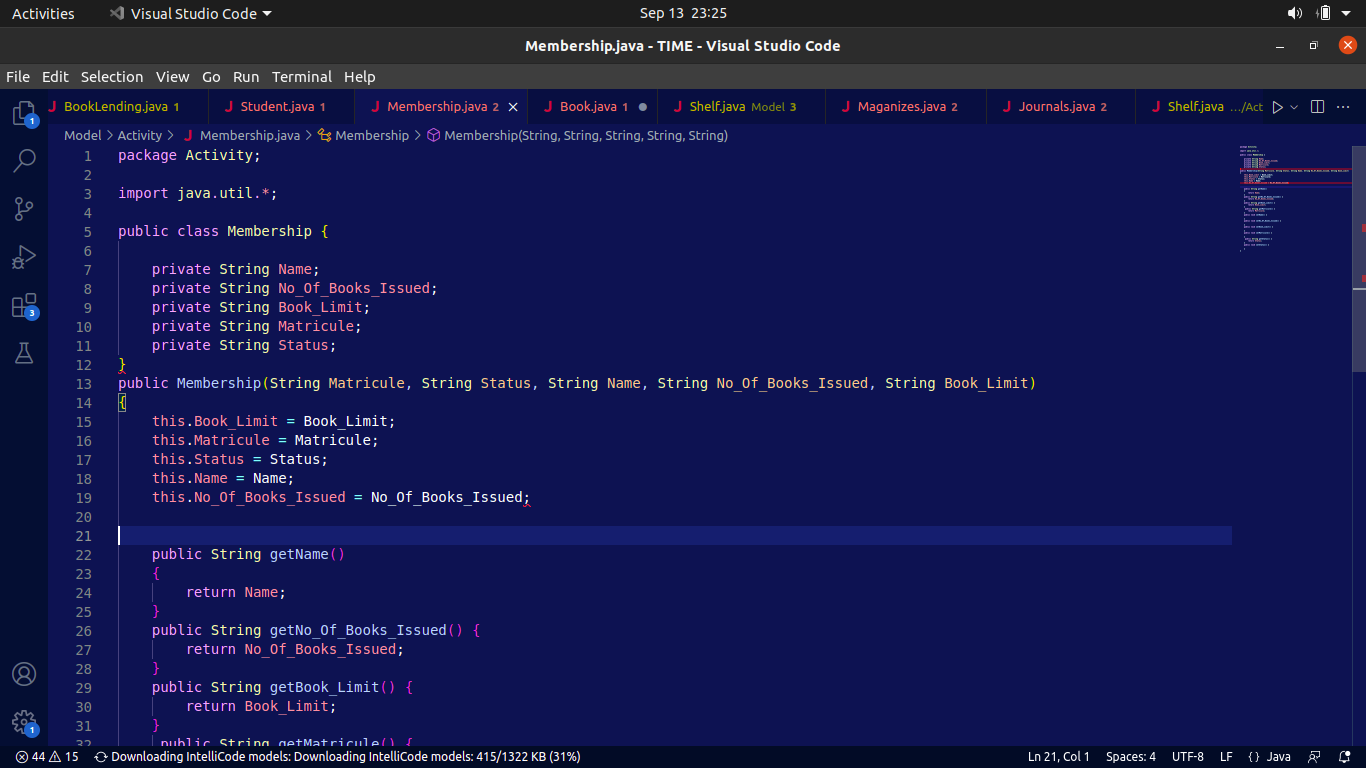 Activities Visual Studio Code Sep 13 23:25
Membership.java - TIME - Visual Studio Code
File Edit Selection View Go Run Terminal Help
J BookLending.java 1 J Student.java 1 J Membership.java 2 J Book.java 1 J Shelf.java Model 3 J Maganizes.java 2 J Journals.java 2 J Shelf.java .../Act
Model > Activity > J Membership.java > Membership > Membership(String, String, String, String, String)
1 package Activity;
2
3 import java.util.*;
4
5 public class Membership {
6
7 private String Name;
8 private String No_Of_Books_Issued;
9 private String Book_Limit;
10 private String Matricule;
11 private String Status;
12 }
13 public Membership(String Matricule, String Status, String Name, String No_Of_Books_Issued, String Book_Limit)
14 {
15 this.Book_Limit = Book_Limit;
16 this.Matricule = Matricule;
17 this.Status = Status;
18 this.Name = Name;
19 this.No_Of_Books_Issued = No_Of_Books_Issued;
20
21
22 public String getName()
23 {
24 return Name;
25 }
26 public String getNo_Of_Books_Issued() {
27 return No_Of_Books_Issued;
28 }
29 public String getBook_Limit() {
30 return Book_Limit;
31 }
32 public String getMatricule() {
1
3
1
44 15 Downloading IntelliCode models: Downloading IntelliCode models: 415/1322 KB (31%) Ln 21, Col 1 Spaces: 4 UTF-8 LF {} Java